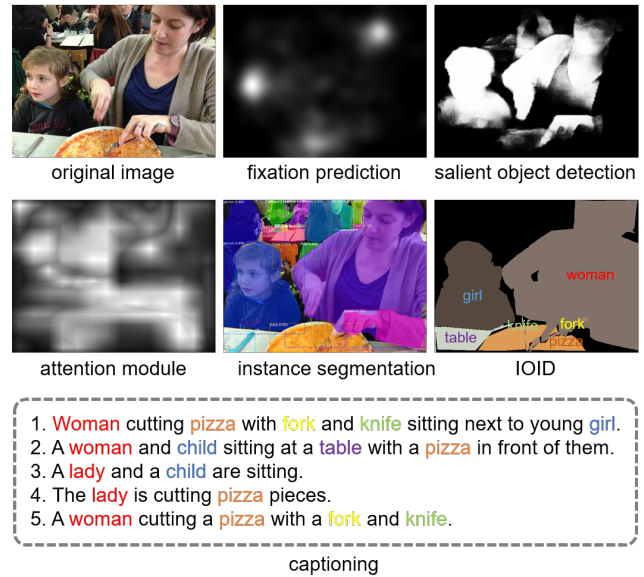 original image
fixation prediction
salient object detection
attention module
instance segmentation
girl
woman
knife
fork
table
pizza
IOID
1. Woman cutting pizza with fork and knife sitting next to young girl.
2. A woman and child sitting at a table with a pizza in front of them.
3. A lady and a child are sitting.
4. The lady is cutting pizza pieces.
5. A woman cutting a pizza with a fork and knife.
captioning